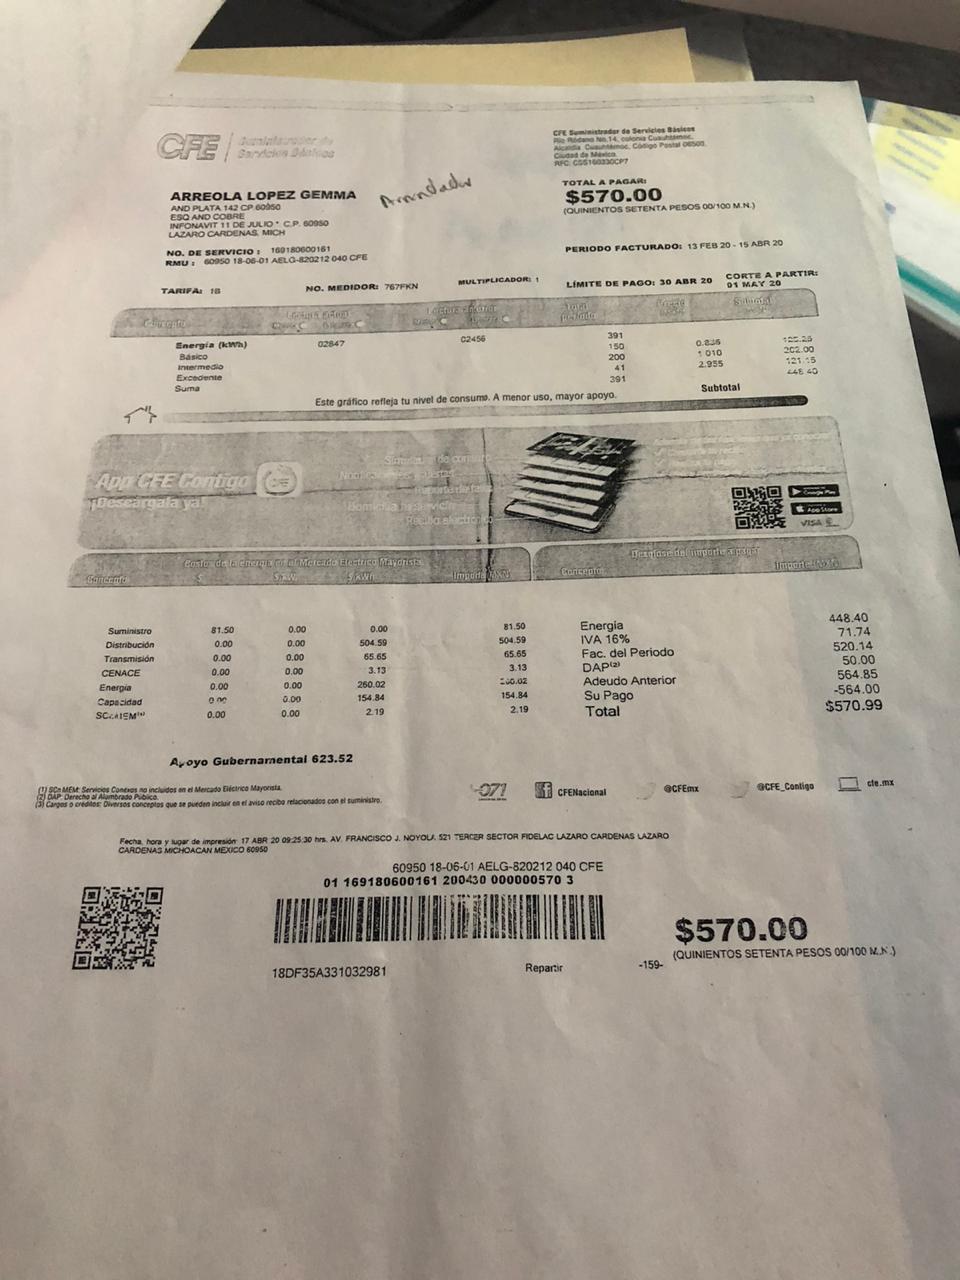 CFE Suministrador de
Servicios Básicos
CFE Suministrador de Servicios Básicos
Río Ródano No.14, colonia Cuauhtémoc,
Alcaldía Cuauhtémoc, Código Postal 06500,
Ciudad de México.
RFC: CSS160330CP7
ARREOLA LOPEZ GEMMA
Arrendador
AND PLATA 142 CP 60950
ESQ AND COBRE
INFONAVIT 11 DE JULIO * C.P. 60950
LAZARO CARDENAS, MICH
TOTAL A PAGAR:
$570.00
(QUINIENTOS SETENTA PESOS 00/100 M.N.)
NO. DE SERVICIO : 169180600161
RMU : 60950 18-06-01 AELG-820212 040 CFE
PERIODO FACTURADO: 13 FEB 20 - 15 ABR 20
TARIFA: 1B NO. MEDIDOR: 767FKN MULTIPLICADOR: 1 LÍMITE DE PAGO: 30 ABR 20 CORTE A PARTIR:
01 MAY 20
Concepto Lectura actual Lectura anterior Total periodo Precio Subtotal
Energía (kWh) 02847 02456 391
Básico 150 0.835 125.25
Intermedio 200 1.010 202.00
Excedente 41 2.955 121.15
Suma 391 448.40
Subtotal
Este gráfico refleja tu nivel de consumo. A menor uso, mayor apoyo.
App CFE Contigo
¡Descárgala ya!
CFE
Recibo electrónico
Google Play
App Store
VISA
Costos de la energía en el Mercado Eléctrico Mayorista
Concepto $ $/kW $/kWh Importe (MXN)
Desglose del importe a pagar
Concepto Importe (MXN)
Suministro 81.50 0.00 0.00 81.50
Distribución 0.00 0.00 504.59 504.59
Transmisión 0.00 0.00 65.65 65.65
CENACE 0.00 0.00 3.13 3.13
Energía 0.00 0.00 260.02 260.02
Capacidad 0.00 0.00 154.84 154.84
SCnMEM(1) 0.00 0.00 2.19 2.19
Energía 448.40
IVA 16% 71.74
Fac. del Periodo 520.14
DAP(2) 50.00
Adeudo Anterior 564.85
Su Pago -564.00
Total $570.99
Apoyo Gubernamental 623.52
(1) SCnMEM: Servicios Conexos no incluidos en el Mercado Eléctrico Mayorista.
(2) DAP: Derecho al Alumbrado Público.
(3) Cargos o créditos: Diversos conceptos que se pueden incluir en el aviso recibo relacionados con el suministro.
071 CFENacional @CFEmx @CFE_Contigo cfe.mx
Fecha, hora y lugar de impresión: 17 ABR 20 09:25:30 hrs. AV. FRANCISCO J. NOYOLA 521 TERCER SECTOR FIDELAC LAZARO CARDENAS LAZARO
CARDENAS MICHOACAN MEXICO 60950
60950 18-06-01 AELG-820212 040 CFE
01 169180600161 200430 000000570 3
18DF35A331032981
Repartir
-159-
$570.00
(QUINIENTOS SETENTA PESOS 00/100 M.N.)